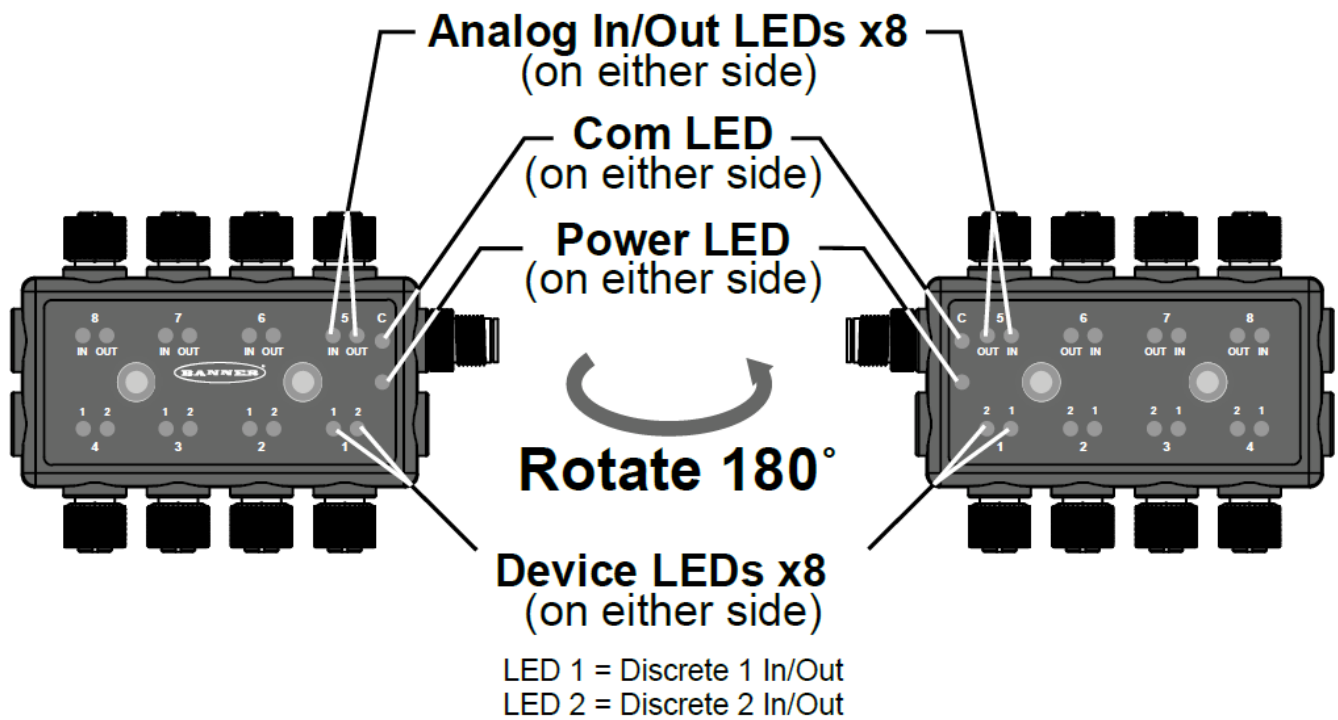 Analog In/Out LEDs x8
(on either side)
Com LED
(on either side)
Power LED
(on either side)
8 7 6 5 C
IN OUT IN OUT IN OUT IN OUT
BANNER
1 2 1 2 1 2 1 2
4 3 2 1
C 5 6 7 8
OUT IN OUT IN OUT IN OUT IN
2 1 2 1 2 1 2 1
1 2 3 4
Rotate 180°
Device LEDs x8
(on either side)
LED 1 = Discrete 1 In/Out
LED 2 = Discrete 2 In/Out